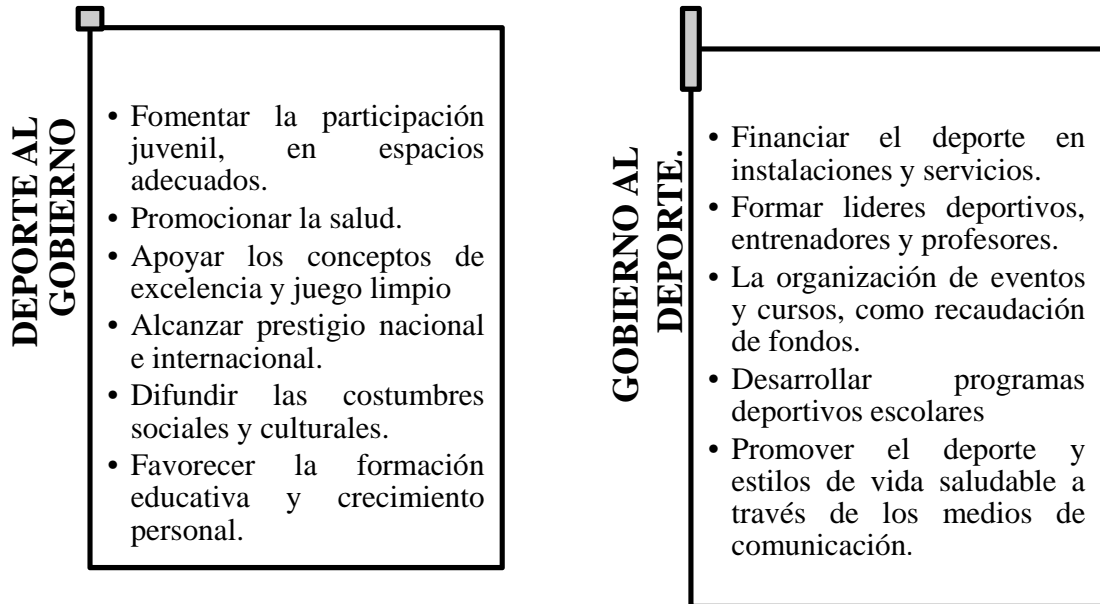 DEPORTE AL
GOBIERNO
• Fomentar la participación
juvenil, en espacios
adecuados.
• Promocionar la salud.
• Apoyar los conceptos de
excelencia y juego limpio
• Alcanzar prestigio nacional
e internacional.
• Difundir las costumbres
sociales y culturales.
• Favorecer la formación
educativa y crecimiento
personal.
GOBIERNO AL
DEPORTE.
• Financiar el deporte en
instalaciones y servicios.
• Formar lideres deportivos,
entrenadores y profesores.
• La organización de eventos
y cursos, como recaudación
de fondos.
• Desarrollar programas
deportivos escolares
• Promover el deporte y
estilos de vida saludable a
través de los medios de
comunicación.